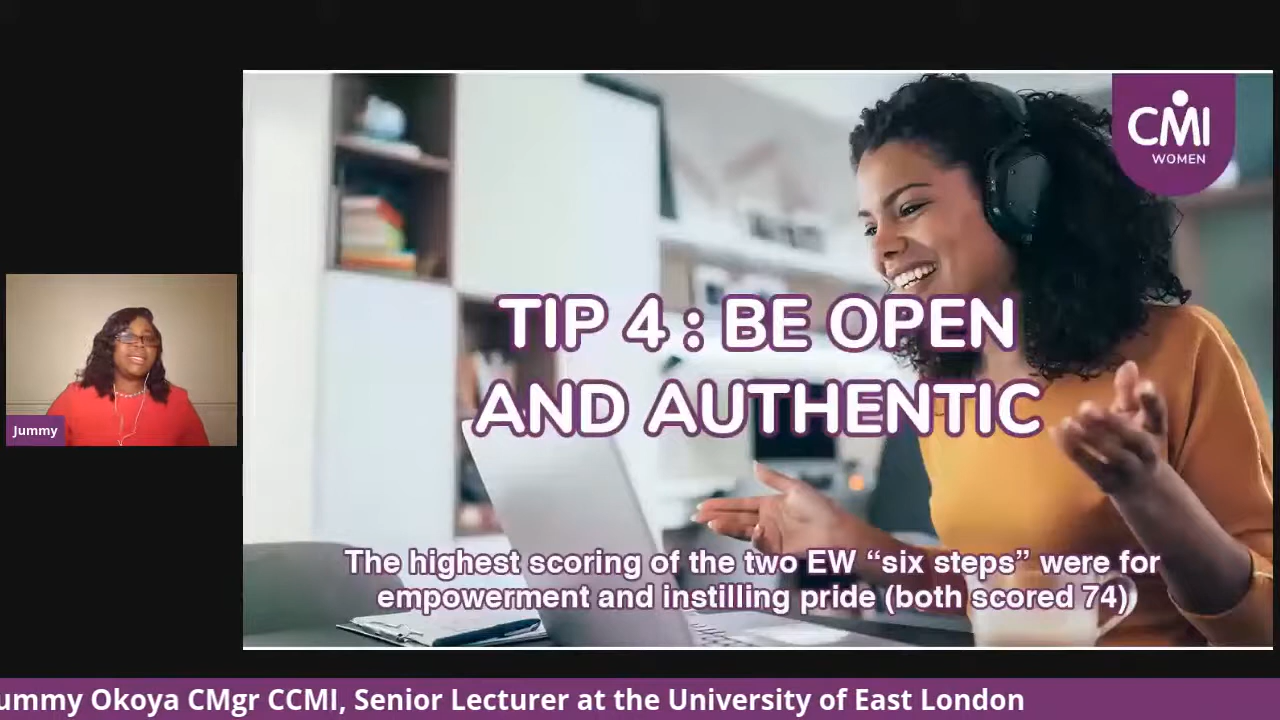 CMI
WOMEN
TIP 4 : BE OPEN
AND AUTHENTIC
Jummy
The highest scoring of the two EW “six steps” were for
empowerment and instilling pride (both scored 74)
ummy Okoya CMgr CCMI, Senior Lecturer at the University of East London